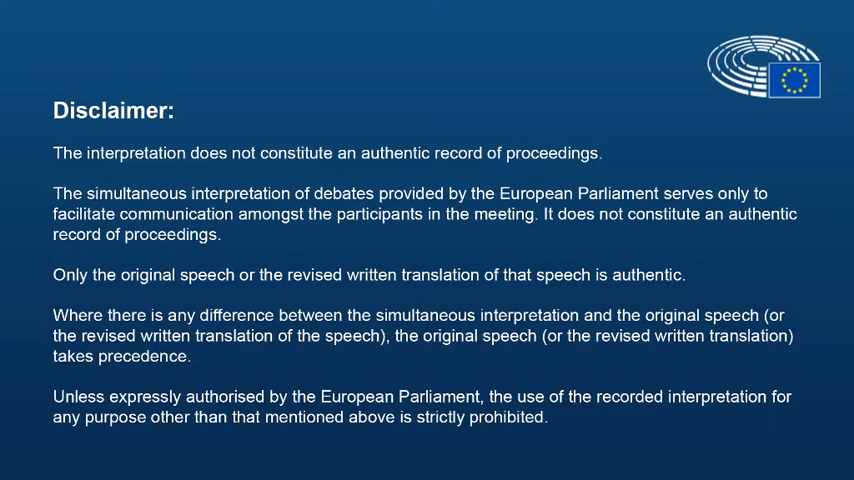 Disclaimer:
The interpretation does not constitute an authentic record of proceedings.
The simultaneous interpretation of debates provided by the European Parliament serves only to
facilitate communication amongst the participants in the meeting. It does not constitute an authentic
record of proceedings.
Only the original speech or the revised written translation of that speech is authentic.
Where there is any difference between the simultaneous interpretation and the original speech (or
the revised written translation of the speech), the original speech (or the revised written translation)
takes precedence.
Unless expressly authorised by the European Parliament, the use of the recorded interpretation for
any purpose other than that mentioned above is strictly prohibited.